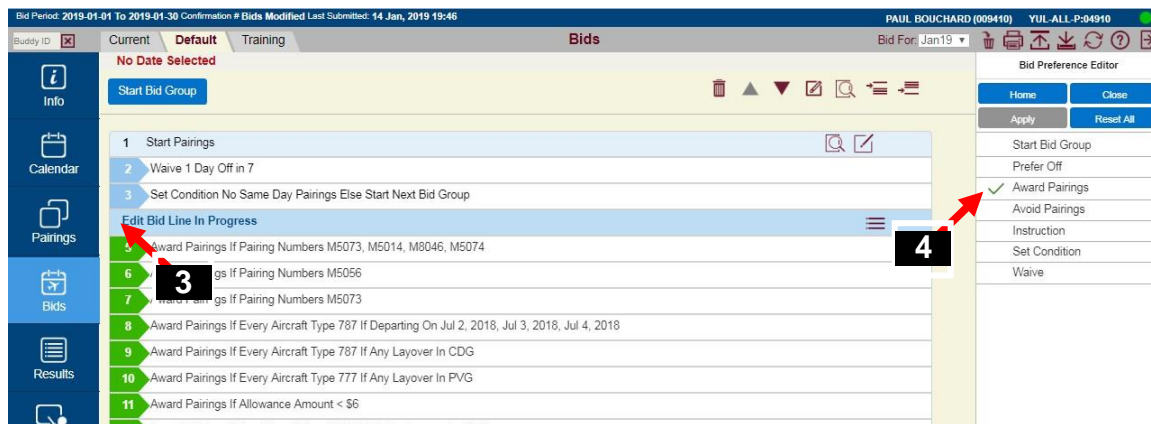 Bid Period: 2019-01-01 To 2019-01-30 Confirmation # Bids Modified Last Submitted: 14 Jan, 2019 19:46 PAUL BOUCHARD (009410) YUL-ALL-P:04910
Buddy ID Current Default Training Bids Bid For: Jan19
No Date Selected
Bid Preference Editor
Start Bid Group
Home Close
Apply Reset All
Info
Calendar
Pairings
Bids
Results
1 Start Pairings
2 Waive 1 Day Off in 7
3 Set Condition No Same Day Pairings Else Start Next Bid Group
Edit Bid Line In Progress
5 Award Pairings If Pairing Numbers M5073, M5014, M8046, M5074
6 gs If Pairing Numbers M5056
7 gs If Pairing Numbers M5073
8 Award Pairings If Every Aircraft Type 787 If Departing On Jul 2, 2018, Jul 3, 2018, Jul 4, 2018
9 Award Pairings If Every Aircraft Type 787 If Any Layover In CDG
10 Award Pairings If Every Aircraft Type 777 If Any Layover In PVG
11 Award Pairings If Allowance Amount < $6
Start Bid Group
Prefer Off
Award Pairings
Avoid Pairings
Instruction
Set Condition
Waive
3
4